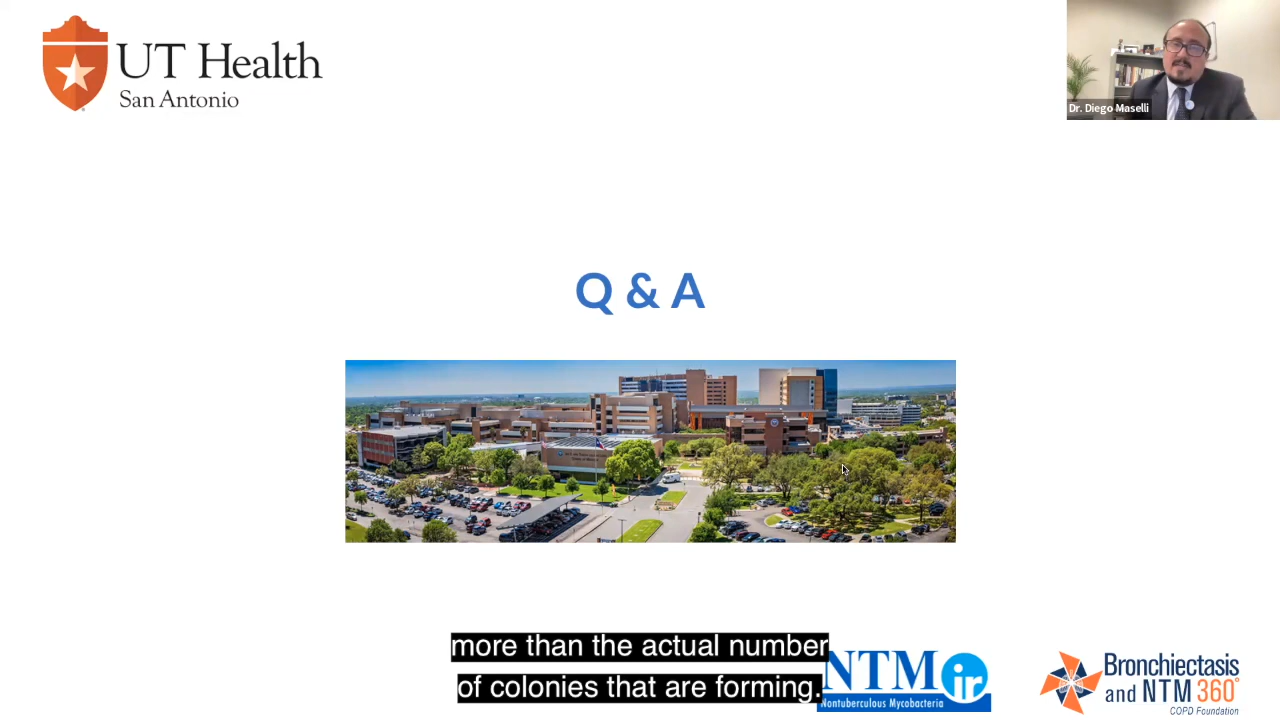 UT Health
San Antonio
Dr. Diego Maselli
Q & A
more than the actual number
of colonies that are forming.
NTMir
Nontuberculous Mycobacteria
Bronchiectasis
and NTM 360°
COPD Foundation